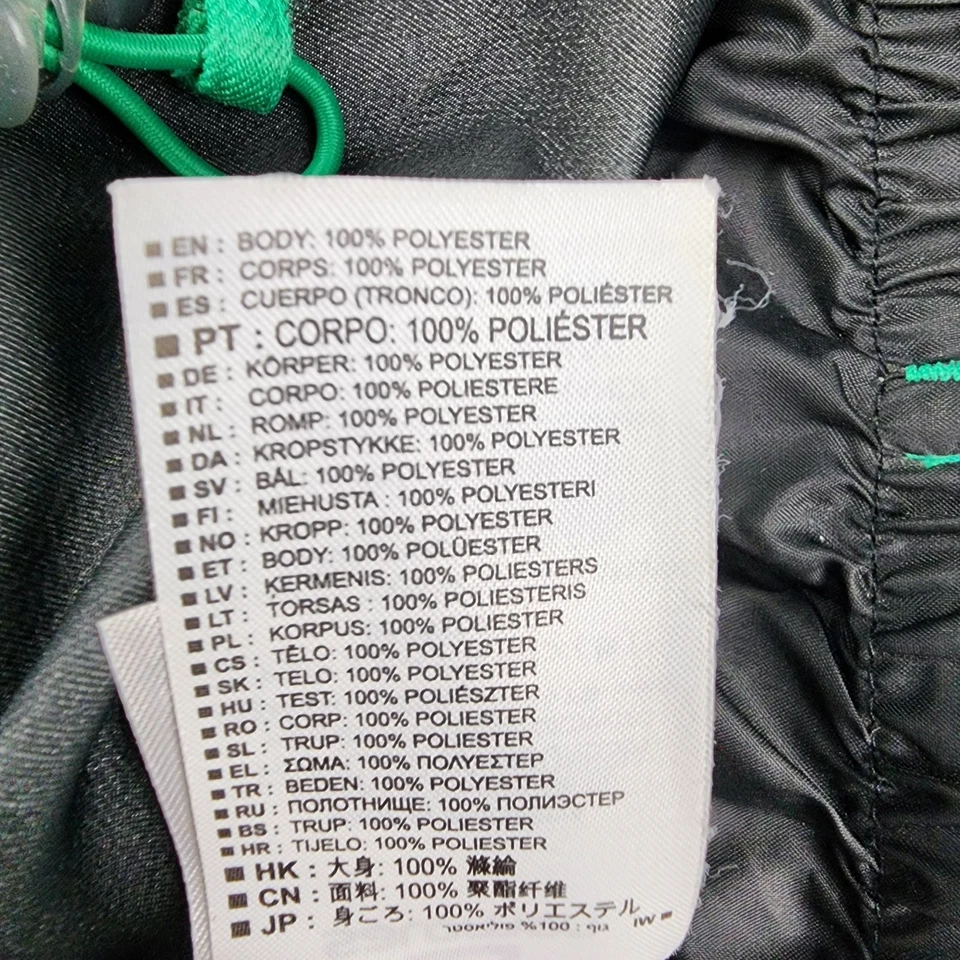 ■ EN : BODY: 100% POLYESTER
■ FR : CORPS: 100% POLYESTER
■ ES : CUERPO (TRONCO): 100% POLIÉSTER
■ PT : CORPO: 100% POLIÉSTER
■ DE : KÖRPER: 100% POLYESTER
■ IT : CORPO: 100% POLIESTERE
■ NL : ROMP: 100% POLYESTER
■ DA : KROPSTYKKE: 100% POLYESTER
■ SV : BÅL: 100% POLYESTER
■ FI : MIEHUSTA : 100% POLYESTERI
■ NO : KROPP: 100% POLYESTER
■ ET : BODY: 100% POLÜESTER
■ LV : ĶERMENIS: 100% POLIESTERS
■ LT : TORSAS : 100% POLIESTERIS
■ PL : KORPUS: 100% POLIESTER
■ CS : TĚLO: 100% POLYESTER
■ SK : TELO: 100% POLYESTER
■ HU : TEST: 100% POLIÉSZTER
■ RO : CORP: 100% POLIESTER
■ SL : TRUP: 100% POLIESTER
■ EL : ΣΩΜΑ: 100% ΠΟΛΥΕΣΤΕΡ
■ TR : BEDEN: 100% POLYESTER
■ RU : ПОЛОТНИЩЕ: 100% ПОЛИЭСТЕР
■ BS : TRUP: 100% POLIESTER
■ HR : TIJELO: 100% POLIESTER
■ HK : 大身: 100% 滌綸
■ CN : 面料: 100% 聚酯纤维
■ JP : 身ごろ: 100% ポリエステル
■ IW גוף : 100% פוליאסטר